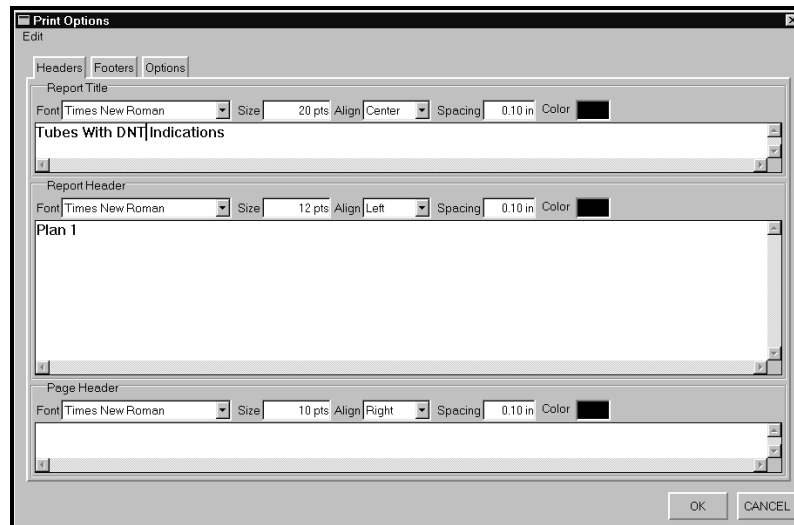 Print Options
Edit
Headers Footers Options
Report Title
Font Times New Roman Size 20 pts Align Center Spacing 0.10 in Color
Tubes With DNT Indications
Report Header
Font Times New Roman Size 12 pts Align Left Spacing 0.10 in Color
Plan 1
Page Header
Font Times New Roman Size 10 pts Align Right Spacing 0.10 in Color
OK CANCEL